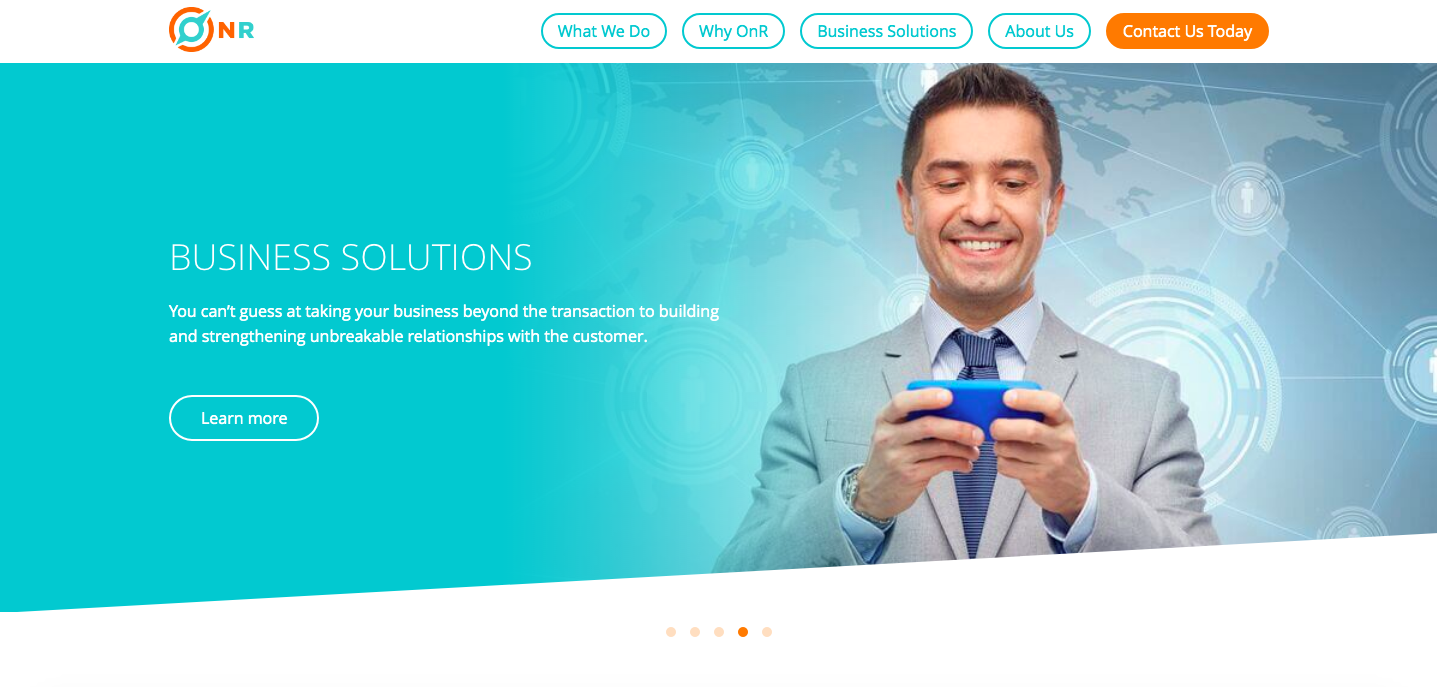 ONR
What We Do
Why OnR
Business Solutions
About Us
Contact Us Today
BUSINESS SOLUTIONS
You can’t guess at taking your business beyond the transaction to building
and strengthening unbreakable relationships with the customer.
Learn more